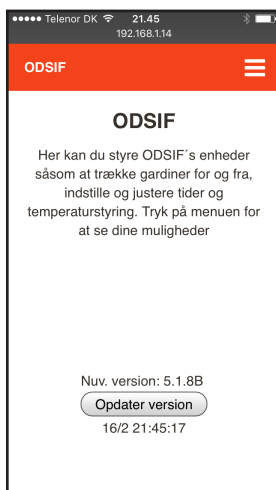 ●●●●● Telenor DK 21.45
192.168.1.14
ODSIF
ODSIF
Her kan du styre ODSIF´s enheder
såsom at trække gardiner for og fra,
indstille og justere tider og
temperaturstyring. Tryk på menuen for
at se dine muligheder
Nuv. version: 5.1.8B
Opdater version
16/2 21:45:17